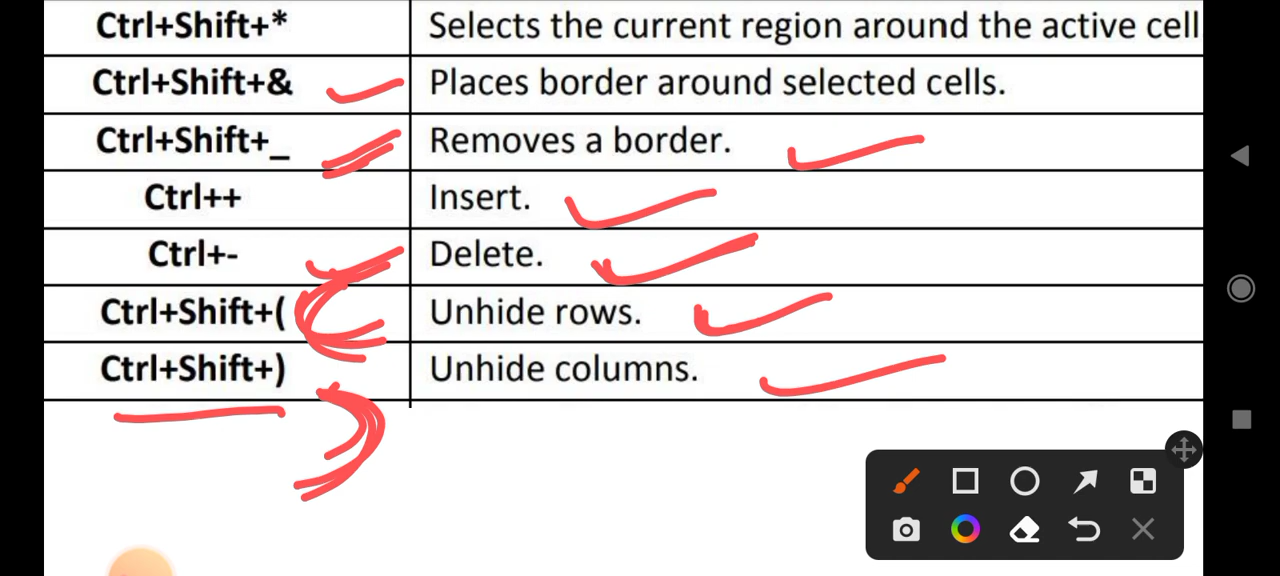 Ctrl+Shift+* Selects the current region around the active cell
Ctrl+Shift+& Places border around selected cells.
Ctrl+Shift+_ Removes a border.
Ctrl++ Insert.
Ctrl+- Delete.
Ctrl+Shift+( Unhide rows.
Ctrl+Shift+) Unhide columns.